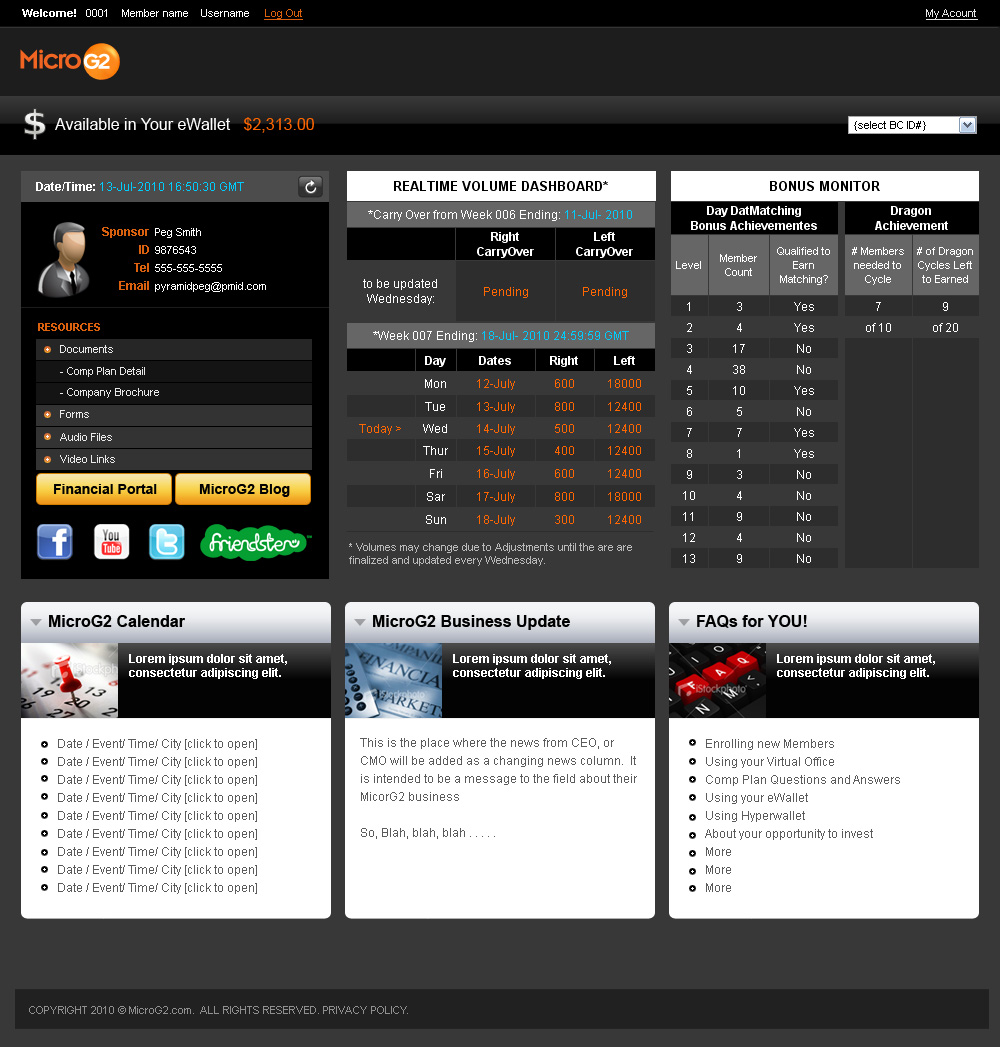 Welcome! 0001 Member name Username Log Out My Acount
MicroG2
$ Available in Your eWallet $2,313.00 {select BC ID#}
Date/Time: 13-Jul-2010 16:50:30 GMT
Sponsor Peg Smith
ID 9876543
Tel 555-555-5555
Email pyramidpeg@pmid.com
RESOURCES
Documents
- Comp Plan Detail
- Company Brochure
Forms
Audio Files
Video Links
Financial Portal MicroG2 Blog
f You Tube t friendster
REALTIME VOLUME DASHBOARD*
*Carry Over from Week 006 Ending: 11-Jul- 2010
Right CarryOver Left CarryOver
to be updated Wednesday: Pending Pending
*Week 007 Ending: 18-Jul- 2010 24:59:59 GMT
Day Dates Right Left
Mon 12-July 600 18000
Tue 13-July 800 12400
Today > Wed 14-July 500 12400
Thur 15-July 400 12400
Fri 16-July 600 12400
Sar 17-July 800 18000
Sun 18-July 300 12400
* Volumes may change due to Adjustments until the are are
finalized and updated every Wednesday.
BONUS MONITOR
Day DatMatching
Bonus Achievementes
Dragon
Achievement
Level Member Count Qualified to Earn Matching? # Members needed to Cycle # of Dragon Cycles Left to Earned
1 3 Yes 7 9
2 4 Yes of 10 of 20
3 17 No
4 38 No
5 10 Yes
6 5 No
7 7 Yes
8 1 Yes
9 3 No
10 4 No
11 9 No
12 4 No
13 9 No
MicroG2 Calendar
Lorem ipsum dolor sit amet,
consectetur adipiscing elit.
Date / Event/ Time/ City [click to open]
Date / Event/ Time/ City [click to open]
Date / Event/ Time/ City [click to open]
Date / Event/ Time/ City [click to open]
Date / Event/ Time/ City [click to open]
Date / Event/ Time/ City [click to open]
Date / Event/ Time/ City [click to open]
Date / Event/ Time/ City [click to open]
Date / Event/ Time/ City [click to open]
MicroG2 Business Update
FINANCIAL
MARKET
Lorem ipsum dolor sit amet,
consectetur adipiscing elit.
This is the place where the news from CEO, or
CMO will be added as a changing news column. It
is intended to be a message to the field about their
MicorG2 business
So, Blah, blah, blah . . . . .
FAQs for YOU!
F A Q
iStockphoto
Lorem ipsum dolor sit amet,
consectetur adipiscing elit.
Enrolling new Members
Using your Virtual Office
Comp Plan Questions and Answers
Using your eWallet
Using Hyperwallet
About your opportunity to invest
More
More
More
COPYRIGHT 2010 © MicroG2.com. ALL RIGHTS RESERVED. PRIVACY POLICY.